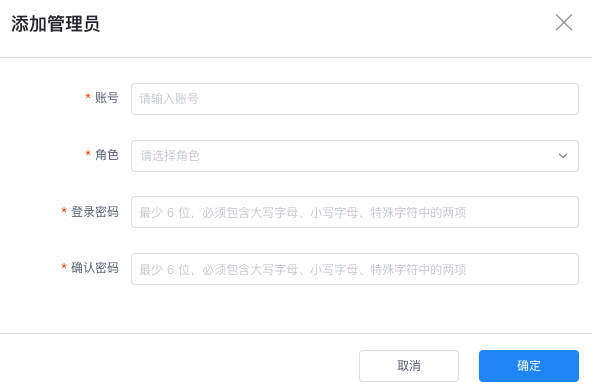 添加管理员
* 账号
请输入账号
* 角色
请选择角色
* 登录密码
最少 6 位，必须包含大写字母、小写字母、特殊字符中的两项
* 确认密码
最少 6 位，必须包含大写字母、小写字母、特殊字符中的两项
取消
确定